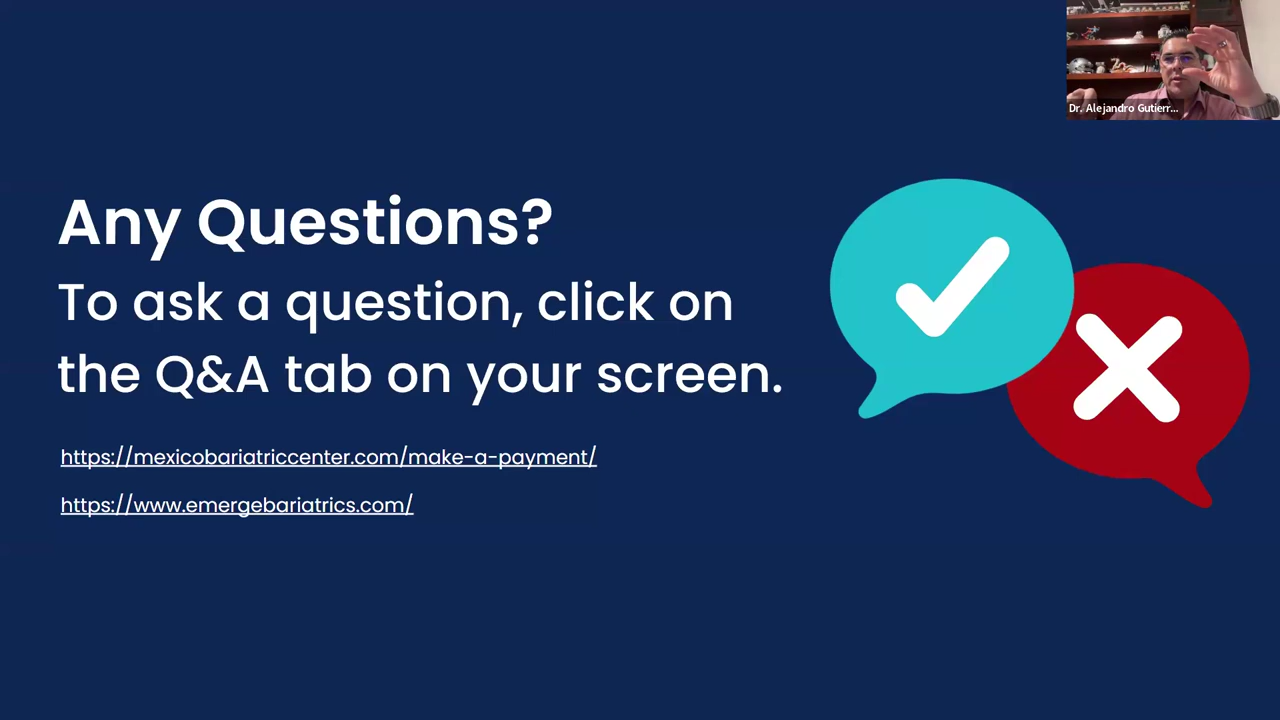 Dr. Alejandro Gutierr...
Any Questions?
To ask a question, click on
the Q&A tab on your screen.
https://mexicobariatriccenter.com/make-a-payment/
https://www.emergebariatrics.com/